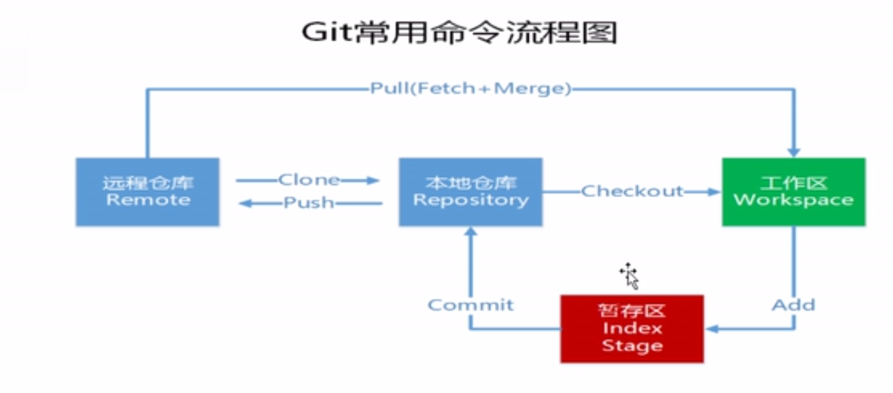 Git常用命令流程图
Pull(Fetch+Merge)
远程仓库
Remote
Clone
Push
本地仓库
Repository
Checkout
工作区
Workspace
Commit
暂存区
Index
Stage
Add